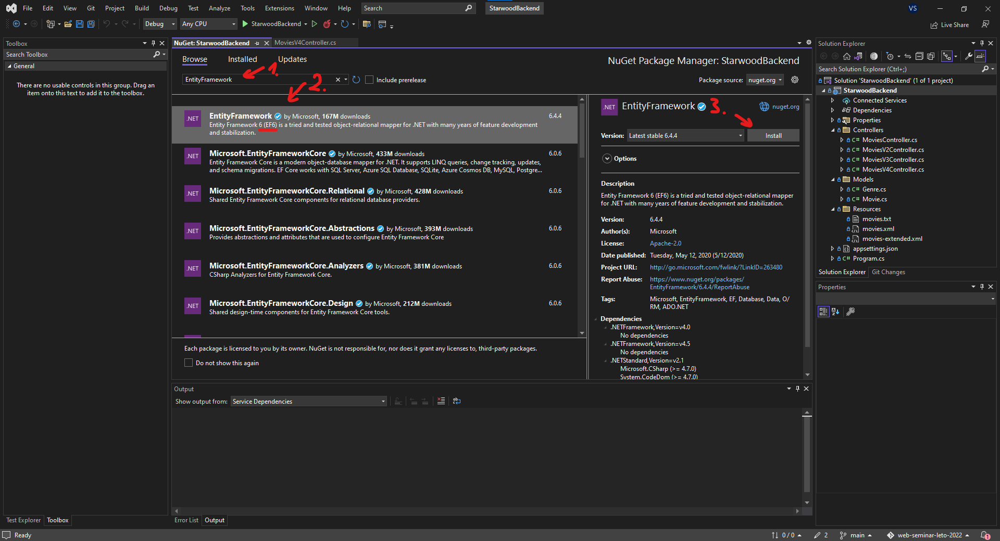 File Edit View Git Project Build Debug Test Analyze Tools Extensions Window Help Search StarwoodBackend VS
Debug Any CPU StarwoodBackend Live Share
Toolbox
Search Toolbox
General
There are no usable controls in this group. Drag an
item onto this text to add it to the toolbox.
Test Explorer Toolbox
NuGet: StarwoodBackend MoviesV4Controller.cs
Browse Installed Updates
1.
NuGet Package Manager: StarwoodBackend
EntityFramework Include prerelease
2.
Package source: nuget.org
.NET
EntityFramework by Microsoft, 167M downloads 6.4.4
Entity Framework 6 (EF6) is a tried and tested object-relational mapper for .NET with many years of feature development
and stabilization.
.NET
Microsoft.EntityFrameworkCore by Microsoft, 433M downloads 6.0.6
Entity Framework Core is a modern object-database mapper for .NET. It supports LINQ queries, change tracking, updates,
and schema migrations. EF Core works with SQL Server, Azure SQL Database, SQLite, Azure Cosmos DB, MySQL, Postgre...
.NET
Microsoft.EntityFrameworkCore.Relational by Microsoft, 428M downloads 6.0.6
Shared Entity Framework Core components for relational database providers.
.NET
Microsoft.EntityFrameworkCore.Abstractions by Microsoft, 393M downloads 6.0.6
Provides abstractions and attributes that are used to configure Entity Framework Core
.NET
Microsoft.EntityFrameworkCore.Analyzers by Microsoft, 381M downloads 6.0.6
CSharp Analyzers for Entity Framework Core.
.NET
Microsoft.EntityFrameworkCore.Design by Microsoft, 212M downloads 6.0.6
Shared design-time components for Entity Framework Core tools.
Each package is licensed to you by its owner. NuGet is not responsible for, nor does it grant any licenses to, third-party packages.
Do not show this again
.NET EntityFramework 3. nuget.org
Version: Latest stable 6.4.4 Install
Options
Description
Entity Framework 6 (EF6) is a tried and tested object-relational mapper
for .NET with many years of feature development and stabilization.
Version: 6.4.4
Author(s): Microsoft
License: Apache-2.0
Date published: Tuesday, May 12, 2020 (5/12/2020)
Project URL: http://go.microsoft.com/fwlink/?LinkID=263480
Report Abuse: https://www.nuget.org/packages/
EntityFramework/6.4.4/ReportAbuse
Tags: Microsoft, EntityFramework, EF, Database, Data, O/
RM, ADO.NET
Dependencies
.NETFramework,Version=v4.0
No dependencies
.NETFramework,Version=v4.5
No dependencies
.NETStandard,Version=v2.1
Microsoft.CSharp (>= 4.7.0)
System.CodeDom (>= 4.7.0)
Output
Show output from: Service Dependencies
Error List Output
Solution Explorer
Search Solution Explorer (Ctrl+;)
Solution 'StarwoodBackend' (1 of 1 project)
StarwoodBackend
Connected Services
Dependencies
Properties
Controllers
C# MoviesController.cs
C# MoviesV2Controller.cs
C# MoviesV3Controller.cs
C# MoviesV4Controller.cs
Models
C# Genre.cs
C# Movie.cs
Resources
movies.txt
movies.xml
movies-extended.xml
appsettings.json
C# Program.cs
Solution Explorer Git Changes
Properties
Ready 0 / 0 2 main web-seminar-leto-2022 1